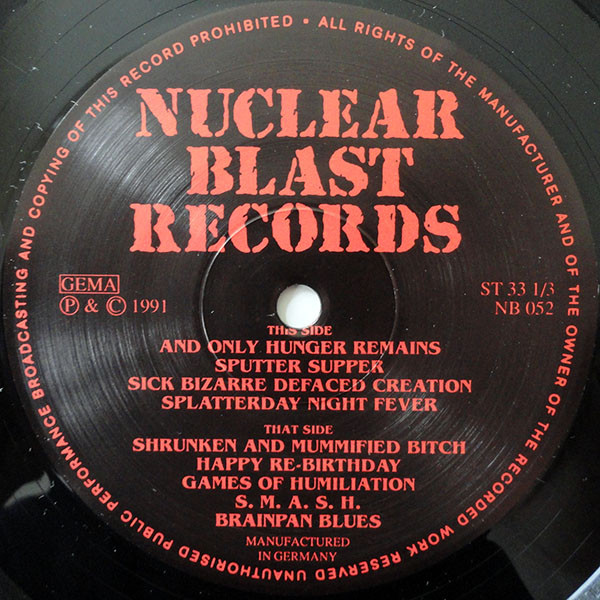 UNAUTHORISED PUBLIC PERFORMANCE BROADCASTING AND COPYING OF THIS RECORD PROHIBITED • ALL RIGHTS OF THE MANUFACTURER AND OF THE OWNER OF THE RECORDED WORK RESERVED
NUCLEAR
BLAST
RECORDS
GEMA
Ⓟ & © 1991
ST 33 1/3
NB 052
THIS SIDE
AND ONLY HUNGER REMAINS
SPUTTER SUPPER
SICK BIZARRE DEFACED CREATION
SPLATTERDAY NIGHT FEVER
THAT SIDE
SHRUNKEN AND MUMMIFIED BITCH
HAPPY RE-BIRTHDAY
GAMES OF HUMILIATION
S. M. A. S. H.
BRAINPAN BLUES
MANUFACTURED
IN GERMANY